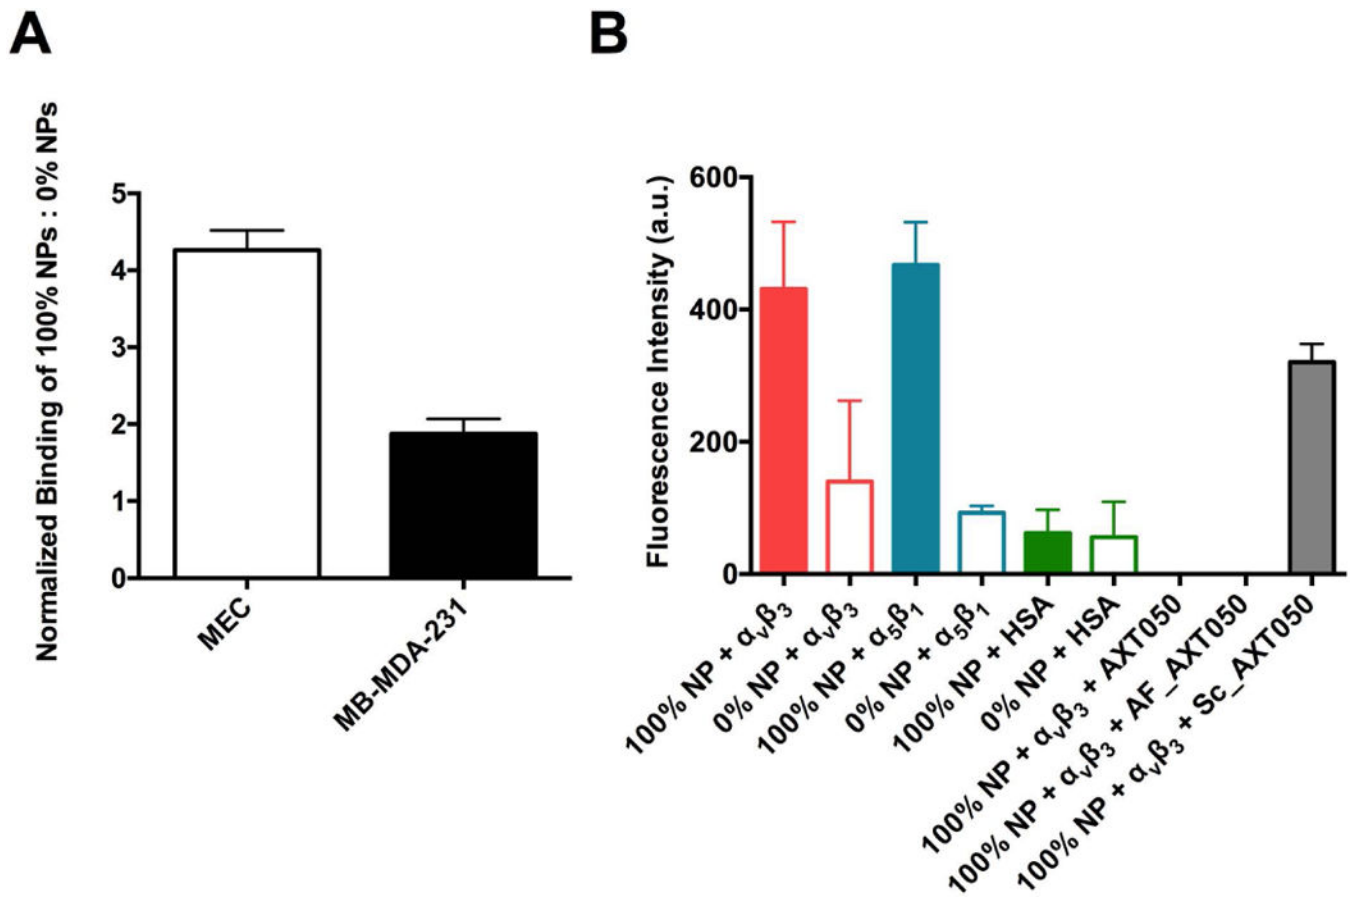 A
Normalized Binding of 100% NPs : 0% NPs
5
4
3
2
1
0
MEC
MB-MDA-231
B
Fluorescence Intensity (a.u.)
600
400
200
0
100% NP + αvβ3
0% NP + αvβ3
100% NP + α5β1
0% NP + α5β1
100% NP + HSA
0% NP + HSA
100% NP + αvβ3 + AXT050
100% NP + αvβ3 + AF_AXT050
100% NP + αvβ3 + Sc_AXT050